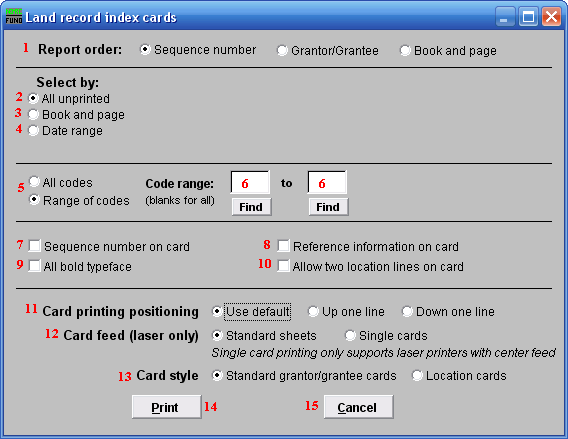 FUND Land record index cards
1 Report order: Sequence number Grantor/Grantee Book and page
Select by:
2 All unprinted
3 Book and page
4 Date range
5 All codes Code range: 6 to 6
Range of codes (blanks for all) Find Find
7 Sequence number on card 8 Reference information on card
9 All bold typeface 10 Allow two location lines on card
11 Card printing positioning Use default Up one line Down one line
12 Card feed (laser only) Standard sheets Single cards
Single card printing only supports laser printers with center feed
13 Card style Standard grantor/grantee cards Location cards
Print 14 15 Cancel